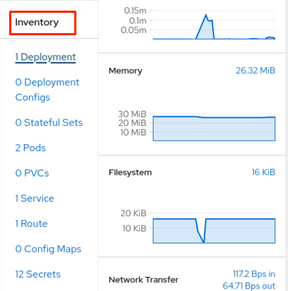 Inventory
1 Deployment
0 Deployment
Configs
0 Stateful Sets
2 Pods
0 PVCs
1 Service
1 Route
0 Config Maps
12 Secrets
0.15m
0.1m
0.05m
Memory
26.32 MiB
30 MiB
20 MiB
10 MiB
Filesystem
16 KiB
20 KiB
10 KiB
Network Transfer
117.2 Bps in
64.71 Bps out